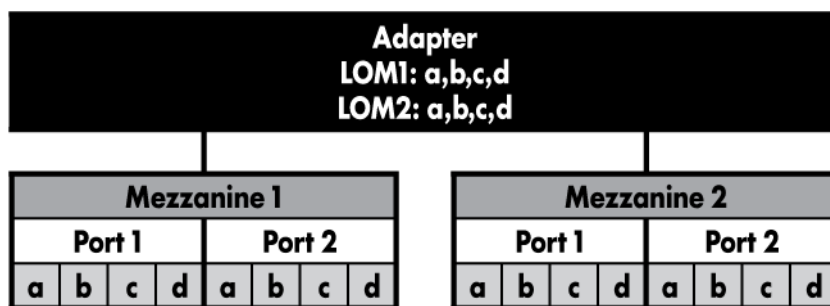 Adapter
LOM1: a,b,c,d
LOM2: a,b,c,d
Mezzanine 1
Mezzanine 2
Port 1 Port 2 Port 1 Port 2
a b c d a b c d a b c d a b c d